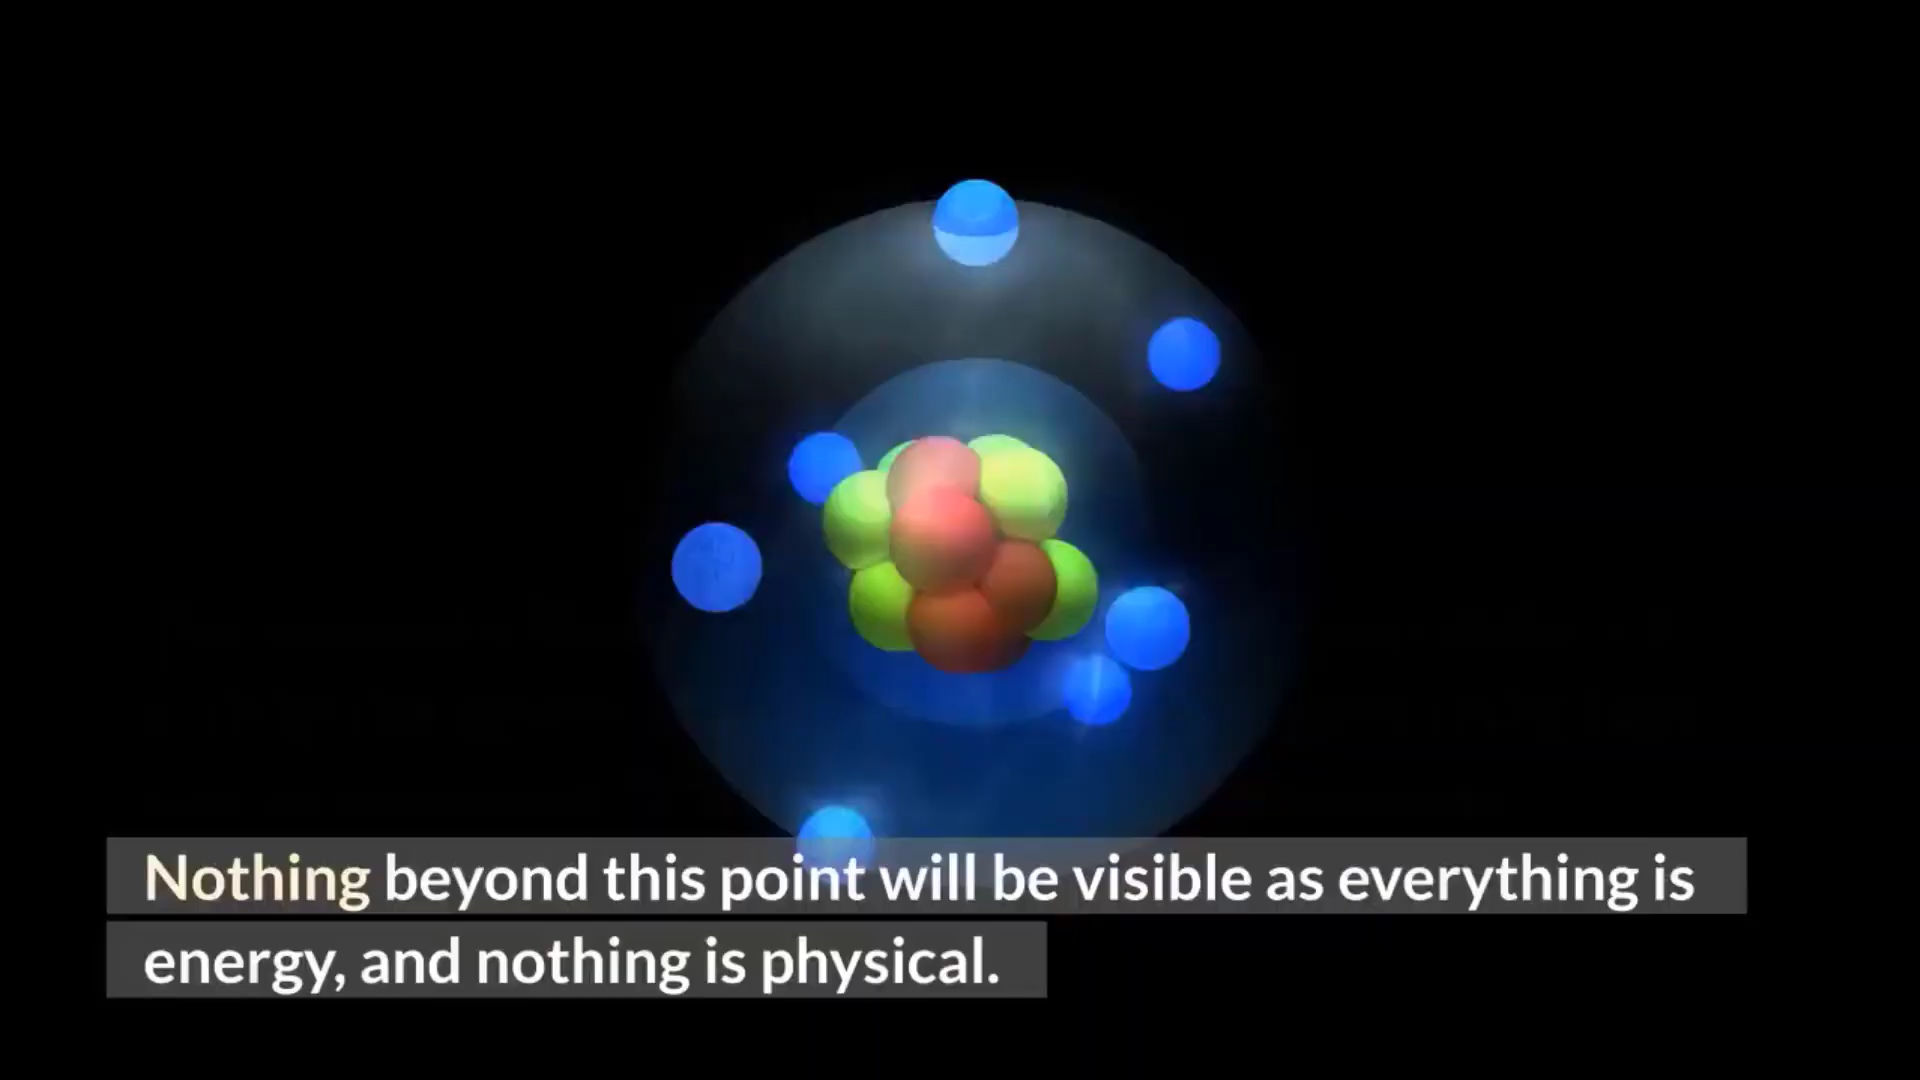 Nothing beyond this point will be visible as everything is
energy, and nothing is physical.